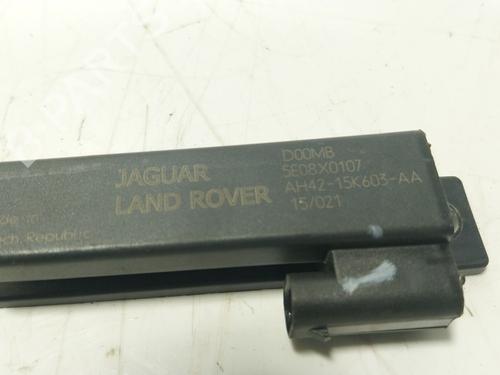 JAGUAR
LAND ROVER
D00MB
5E08X0107
AH42-15K603-AA
15/021
Republic